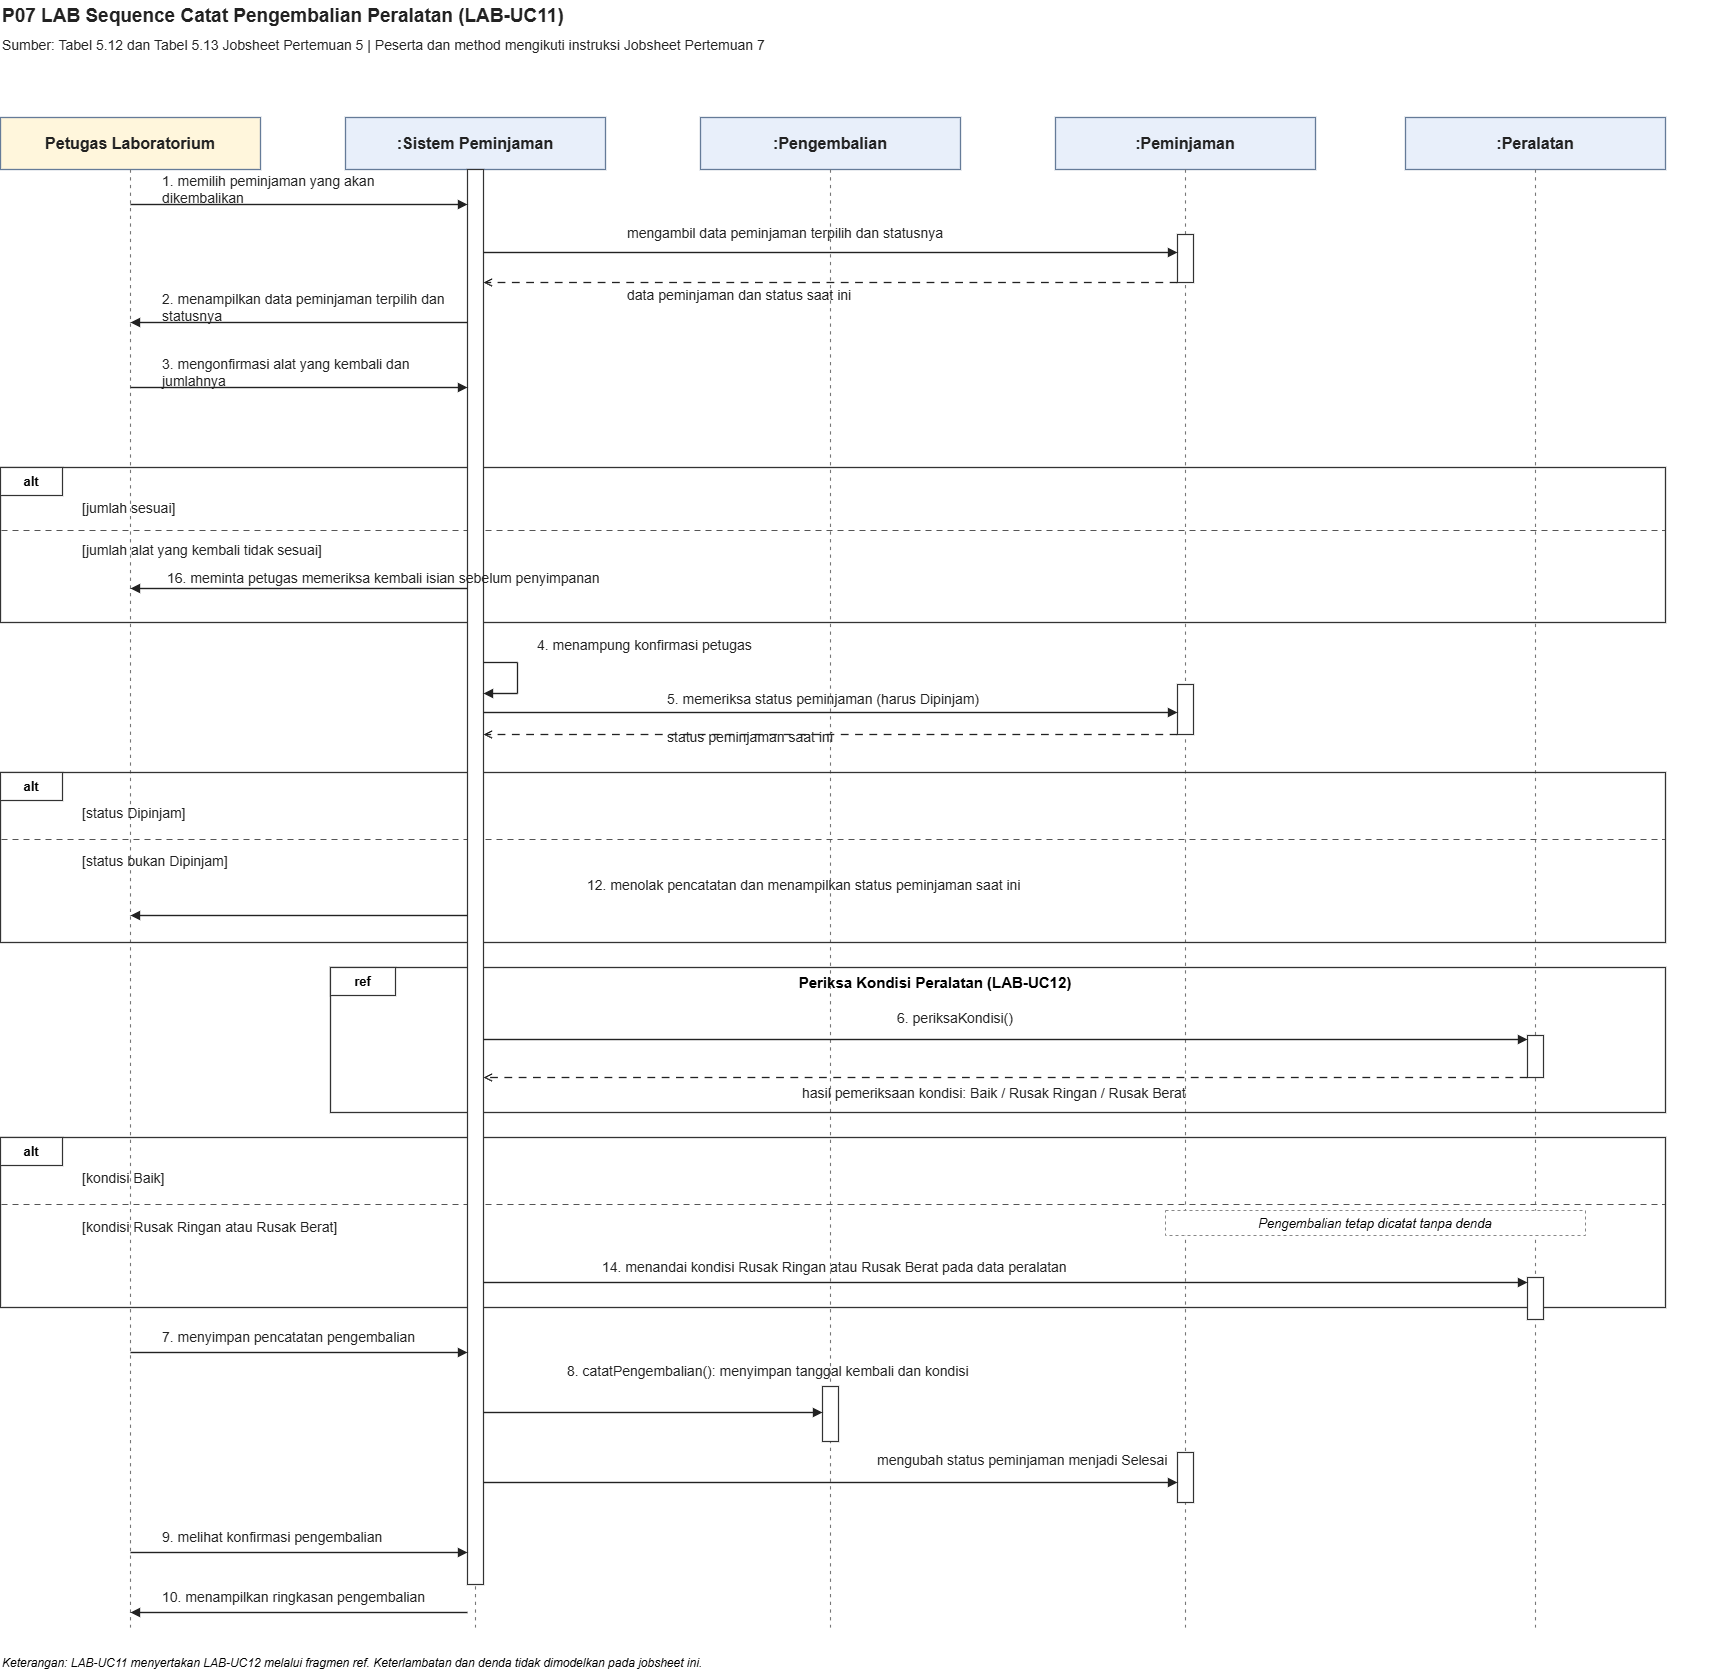 P07 LAB Sequence Catat Pengembalian Peralatan (LAB-UC11)
Sumber: Tabel 5.12 dan Tabel 5.13 Jobsheet Pertemuan 5 | Peserta dan method mengikuti instruksi Jobsheet Pertemuan 7
Petugas Laboratorium
:Sistem Peminjaman
:Pengembalian
:Peminjaman
:Peralatan
1. memilih peminjaman yang akan
dikembalikan
mengambil data peminjaman terpilih dan statusnya
data peminjaman dan status saat ini
2. menampilkan data peminjaman terpilih dan
statusnya
3. mengonfirmasi alat yang kembali dan
jumlahnya
alt
[jumlah sesuai]
[jumlah alat yang kembali tidak sesuai]
16. meminta petugas memeriksa kembali isian sebelum penyimpanan
4. menampung konfirmasi petugas
5. memeriksa status peminjaman (harus Dipinjam)
status peminjaman saat ini
alt
[status Dipinjam]
[status bukan Dipinjam]
12. menolak pencatatan dan menampilkan status peminjaman saat ini
ref
Periksa Kondisi Peralatan (LAB-UC12)
6. periksaKondisi()
hasil pemeriksaan kondisi: Baik / Rusak Ringan / Rusak Berat
alt
[kondisi Baik]
[kondisi Rusak Ringan atau Rusak Berat]
Pengembalian tetap dicatat tanpa denda
14. menandai kondisi Rusak Ringan atau Rusak Berat pada data peralatan
7. menyimpan pencatatan pengembalian
8. catatPengembalian(): menyimpan tanggal kembali dan kondisi
mengubah status peminjaman menjadi Selesai
9. melihat konfirmasi pengembalian
10. menampilkan ringkasan pengembalian
Keterangan: LAB-UC11 menyertakan LAB-UC12 melalui fragmen ref. Keterlambatan dan denda tidak dimodelkan pada jobsheet ini.